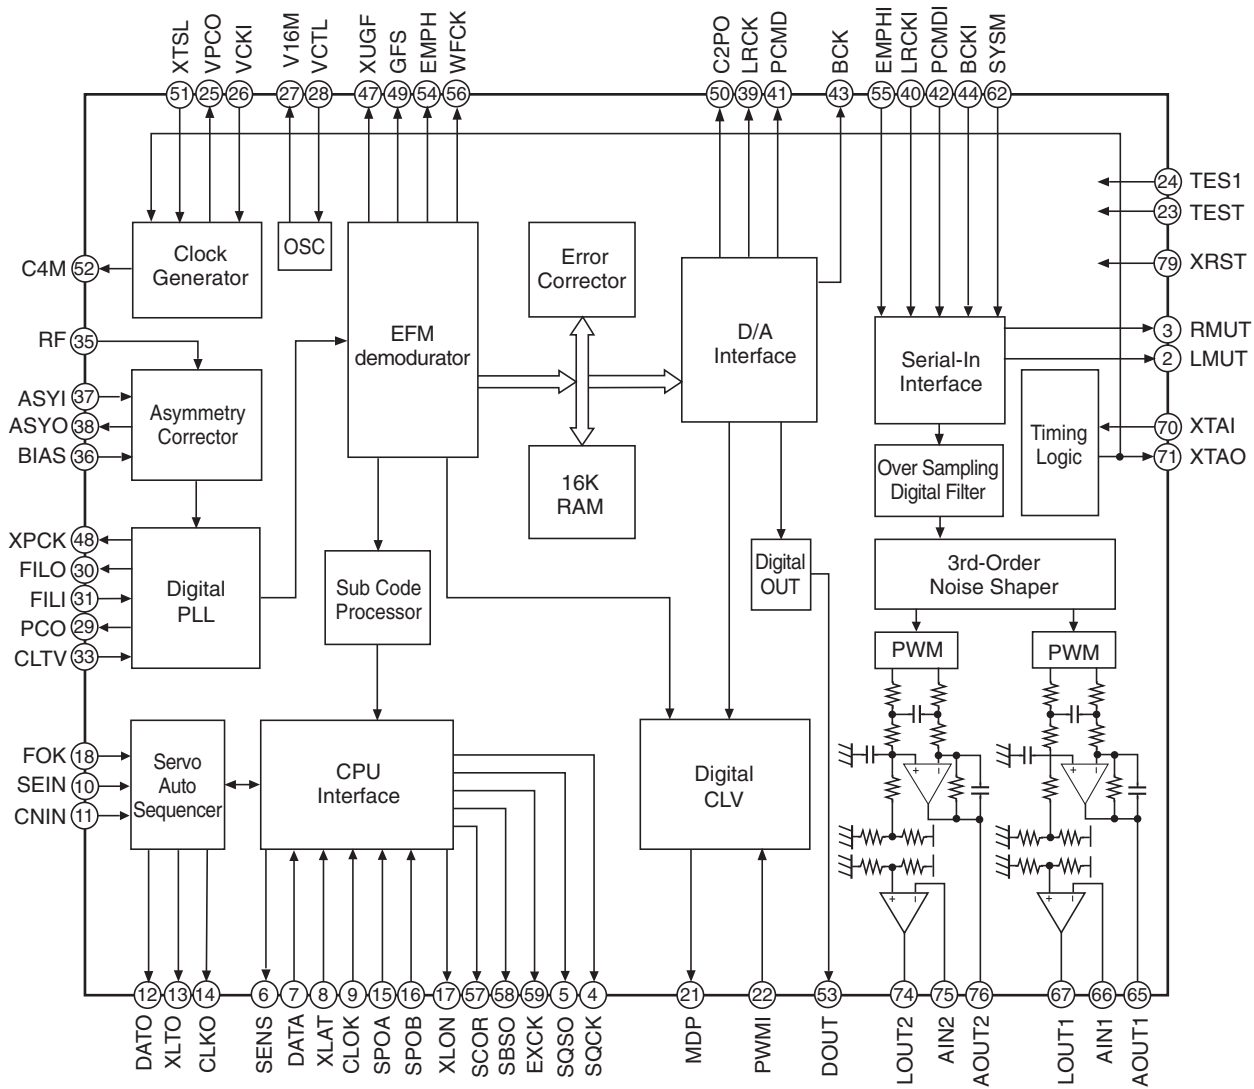 XTSL
VPCO
VCKI
V16M
VCTL
XUGF
GFS
EMPH
WFCK
C2PO
LRCK
PCMD
BCK
EMPHI
LRCKI
PCMDI
BCKI
SYSM
51
25
26
27
28
47
49
54
56
50
39
41
43
55
40
42
44
62
24 TES1
23 TEST
79 XRST
3 RMUT
2 LMUT
70 XTAI
71 XTAO
C4M 52
RF 35
ASYI 37
ASYO 38
BIAS 36
XPCK 48
FILO 30
FILI 31
PCO 29
CLTV 33
FOK 18
SEIN 10
CNIN 11
Clock
Generator
OSC
EFM
demodurator
Error
Corrector
D/A
Interface
Serial-In
Interface
Timing
Logic
Asymmetry
Corrector
16K
RAM
Over Sampling
Digital Filter
Digital
PLL
Sub Code
Processor
Digital
OUT
3rd-Order
Noise Shaper
PWM
PWM
Servo
Auto
Sequencer
CPU
Interface
Digital
CLV
+ −
+ −
+ −
+ −
12
13
14
6
7
8
9
15
16
17
57
58
59
5
4
21
22
53
74
75
76
67
66
65
DATO
XLTO
CLKO
SENS
DATA
XLAT
CLOK
SPOA
SPOB
XLON
SCOR
SBSO
EXCK
SQSO
SQCK
MDP
PWMI
DOUT
LOUT2
AIN2
AOUT2
LOUT1
AIN1
AOUT1